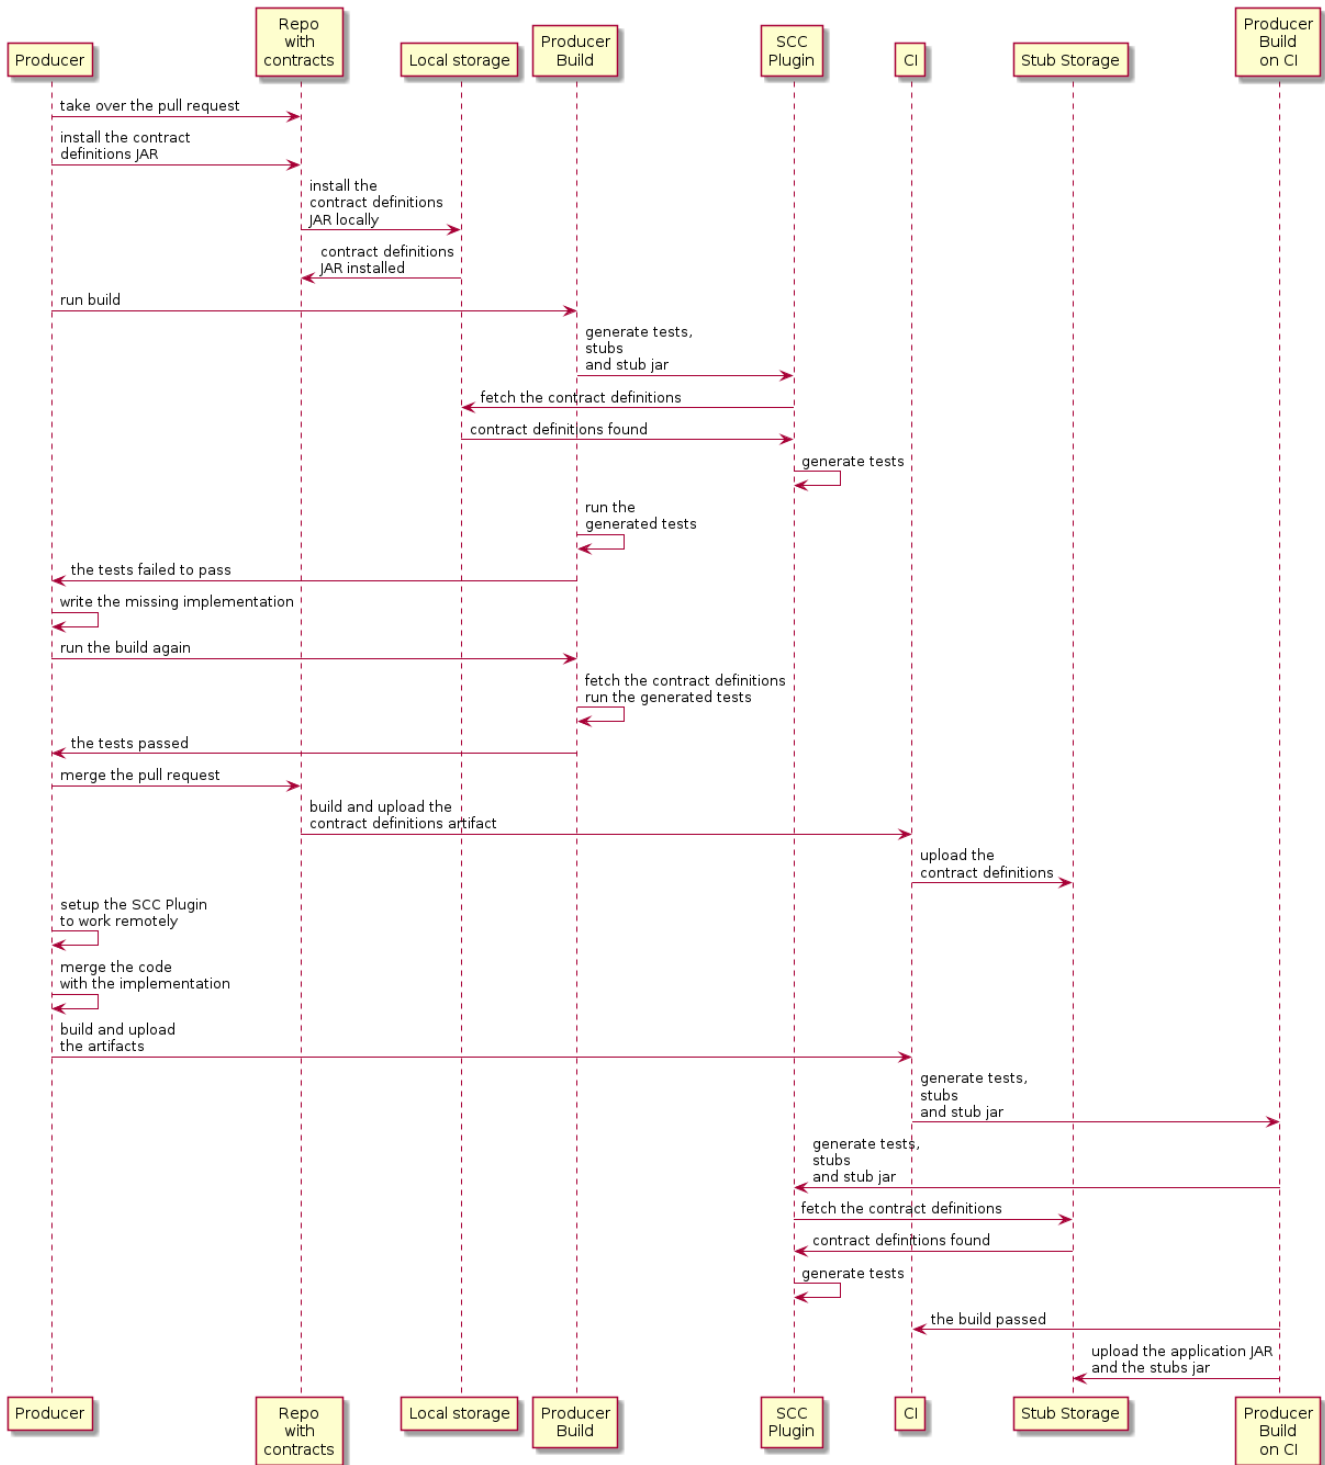 Producer
Repo
with
contracts
Local storage
Producer
Build
SCC
Plugin
CI
Stub Storage
Producer
Build
on CI
take over the pull request
install the contract
definitions JAR
install the
contract definitions
JAR locally
contract definitions
JAR installed
run build
generate tests,
stubs
and stub jar
fetch the contract definitions
contract definitions found
generate tests
run the
generated tests
the tests failed to pass
write the missing implementation
run the build again
fetch the contract definitions
run the generated tests
the tests passed
merge the pull request
build and upload the
contract definitions artifact
upload the
contract definitions
setup the SCC Plugin
to work remotely
merge the code
with the implementation
build and upload
the artifacts
generate tests,
stubs
and stub jar
generate tests,
stubs
and stub jar
fetch the contract definitions
contract definitions found
generate tests
the build passed
upload the application JAR
and the stubs jar
Producer
Repo
with
contracts
Local storage
Producer
Build
SCC
Plugin
CI
Stub Storage
Producer
Build
on CI